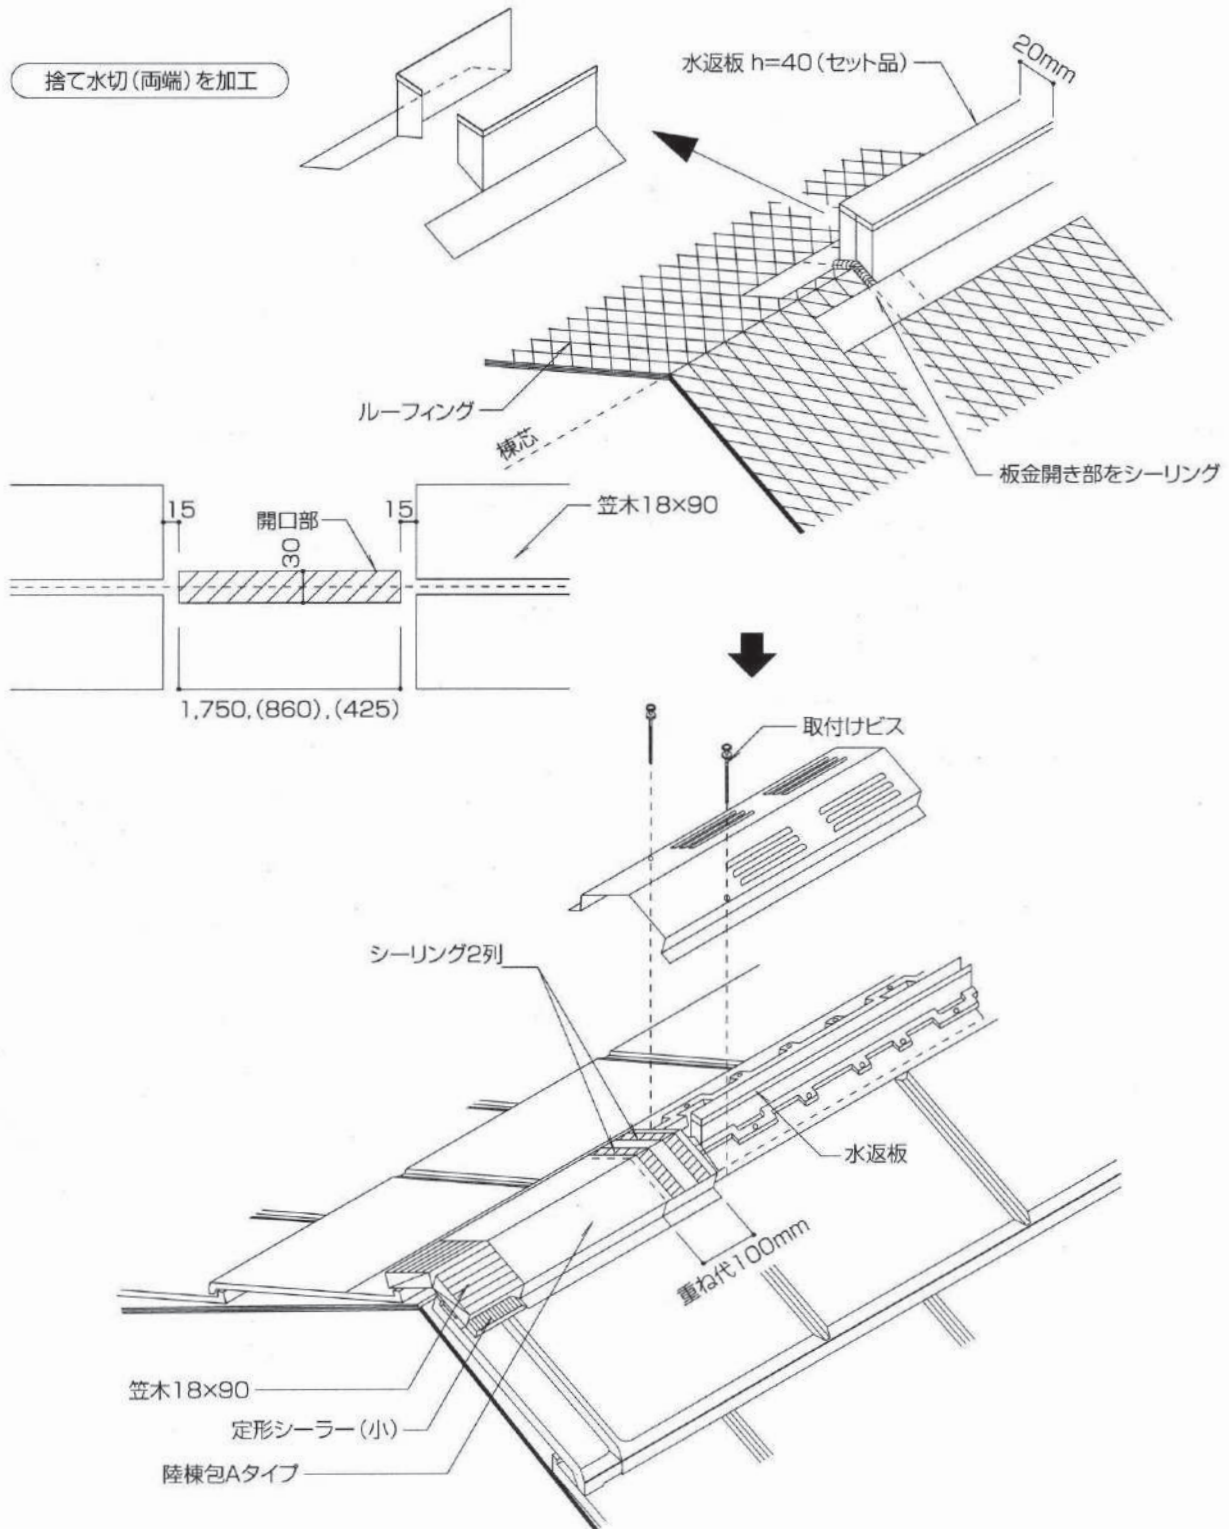 捨て水切(両端)を加工
水返板 h=40(セット品)
20mm
ルーフィング
棟芯
板金開き部をシーリング
15
開口部
30
15
笠木18×90
1,750,(860),(425)
取付けビス
シーリング2列
水返板
重ね代100mm
笠木18×90
定形シーラー(小)
陸棟包Aタイプ